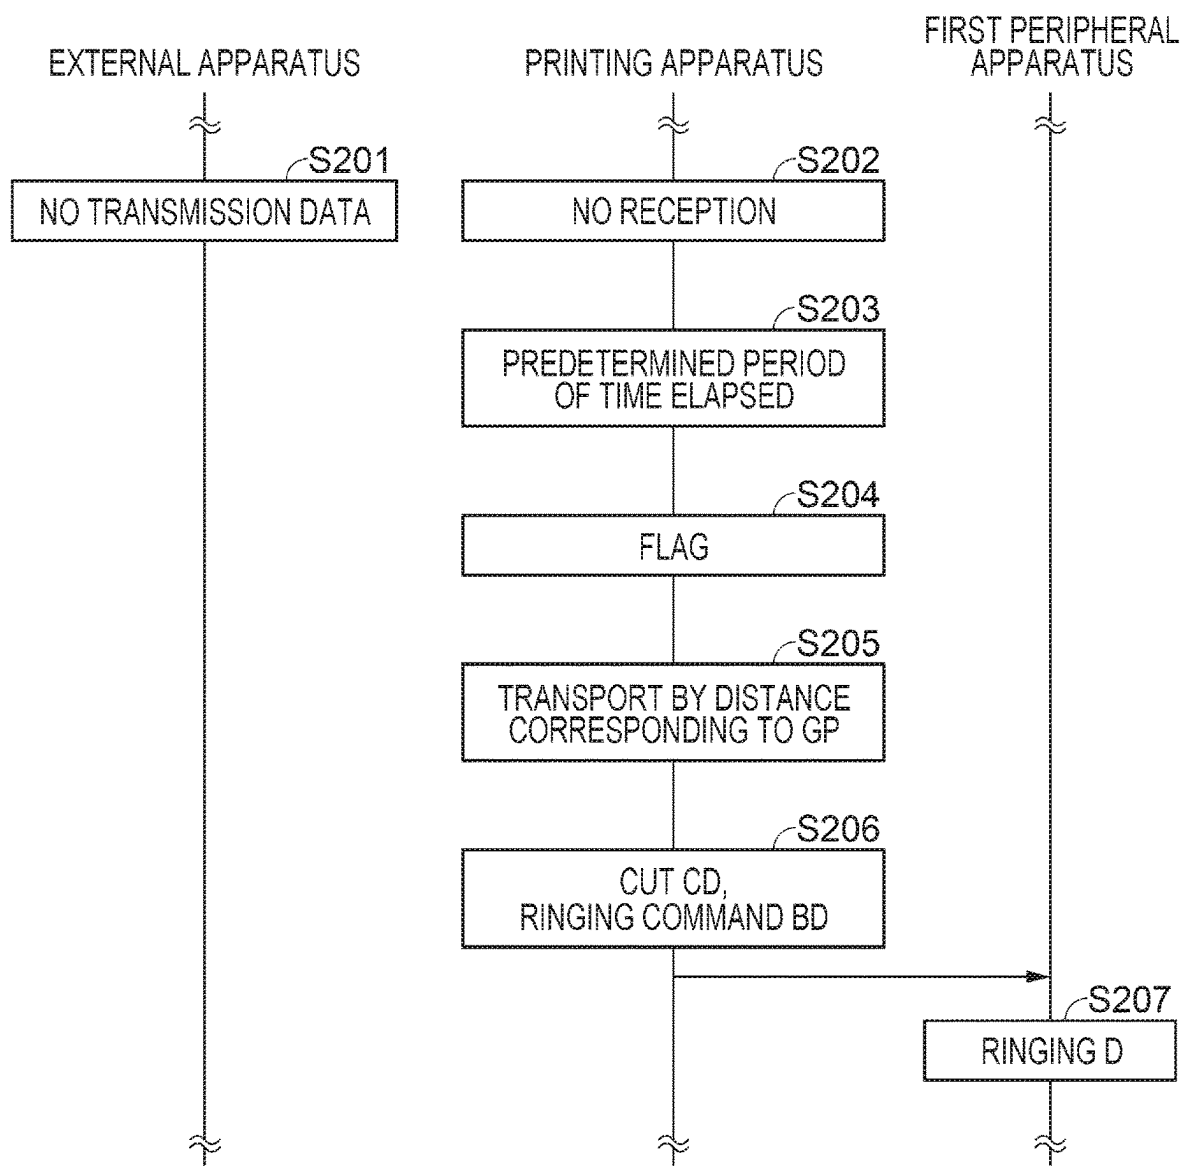 EXTERNAL APPARATUS
PRINTING APPARATUS
FIRST PERIPHERAL
APPARATUS
S201
NO TRANSMISSION DATA
S202
NO RECEPTION
S203
PREDETERMINED PERIOD
OF TIME ELAPSED
S204
FLAG
S205
TRANSPORT BY DISTANCE
CORRESPONDING TO GP
S206
CUT CD,
RINGING COMMAND BD
S207
RINGING D